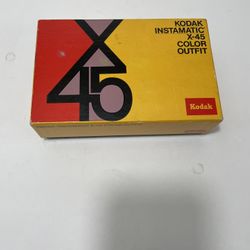 X
45
KODAK
INSTAMATIC®
X-45
COLOR
OUTFIT
Kodak